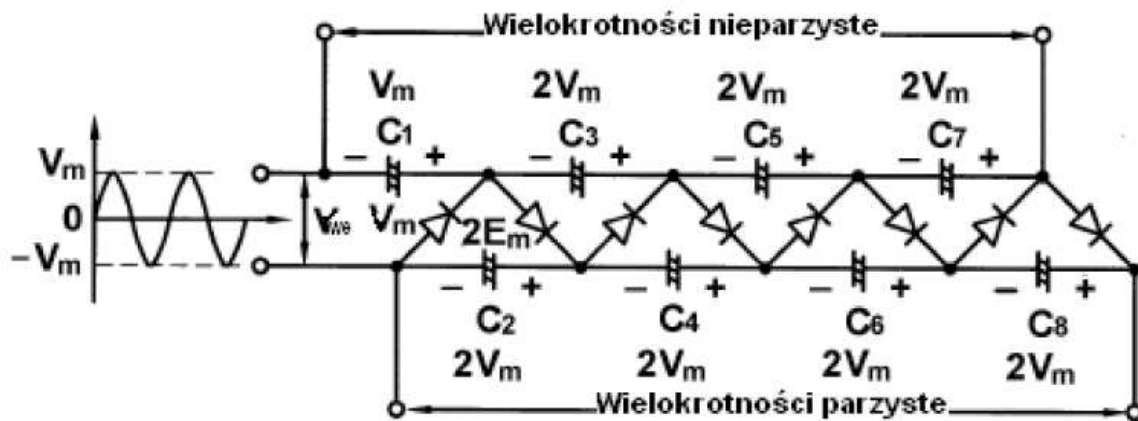 Wielokrotności nieparzyste
Vm 2Vm 2Vm 2Vm
C1 C3 C5 C7
− + − + − + − +
Vm
0
−Vm
Vwe Vm 2Em
− + − + − + − +
C2 C4 C6 C8
2Vm 2Vm 2Vm 2Vm
Wielokrotności parzyste